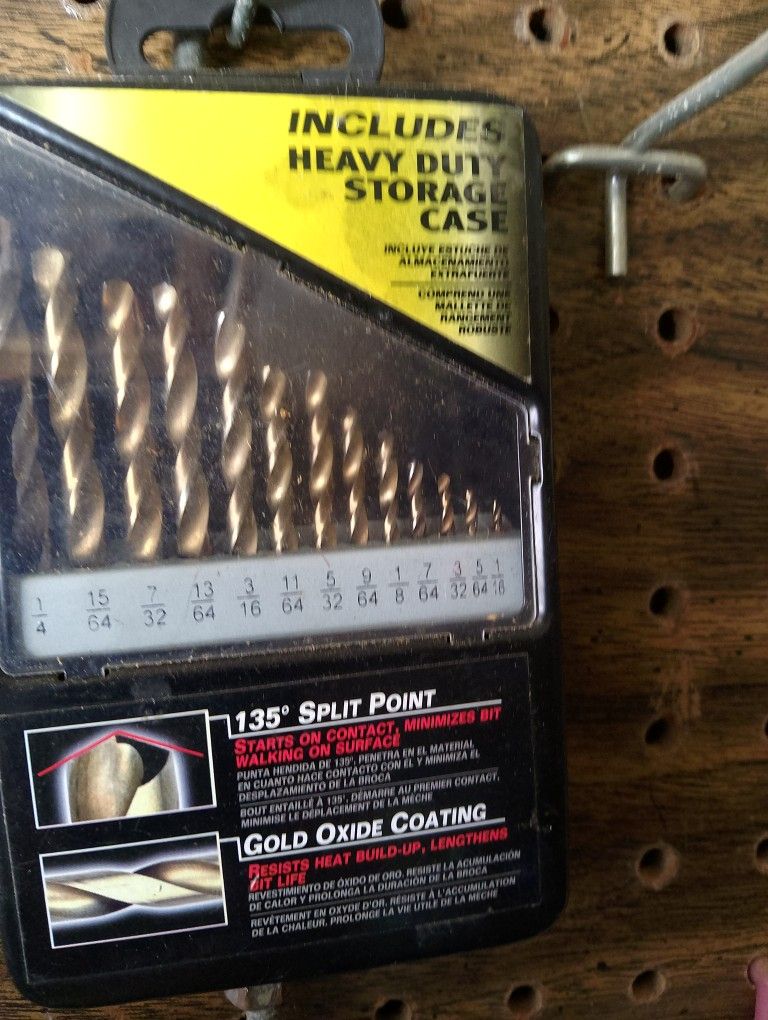 INCLUDES
HEAVY DUTY
STORAGE
CASE
INCLUYE ESTUCHE DE
ALMACENAMIENTO
EXTRAFUERTE
COMPREND UNE
MALLETTE DE
RANGEMENT
ROBUSTE
1/4 15/64 7/32 13/64 3/16 11/64 5/32 9/64 1/8 7/64 3/32 5/64 1/16
135° SPLIT POINT
STARTS ON CONTACT, MINIMIZES BIT
WALKING ON SURFACE
PUNTA HENDIDA DE 135°, PENETRA EN EL MATERIAL
EN CUANTO HACE CONTACTO CON EL Y MINIMIZA EL
DESPLAZAMIENTO DE LA BROCA
BOUT ENTAILLÉ À 135°, DÉMARRE AU PREMIER CONTACT,
MINIMISE LE DÉPLACEMENT DE LA MÈCHE
GOLD OXIDE COATING
RESISTS HEAT BUILD-UP, LENGTHENS
BIT LIFE
REVESTIMIENTO DE ÓXIDO DE ORO, RESISTE LA ACUMULACIÓN
DE CALOR Y PROLONGA LA DURACION DE LA BROCA
REVÊTEMENT EN OXYDE D'OR, RÉSISTE À L'ACCUMULATION
DE LA CHALEUR, PROLONGE LA VIE UTILE DE LA MÈCHE